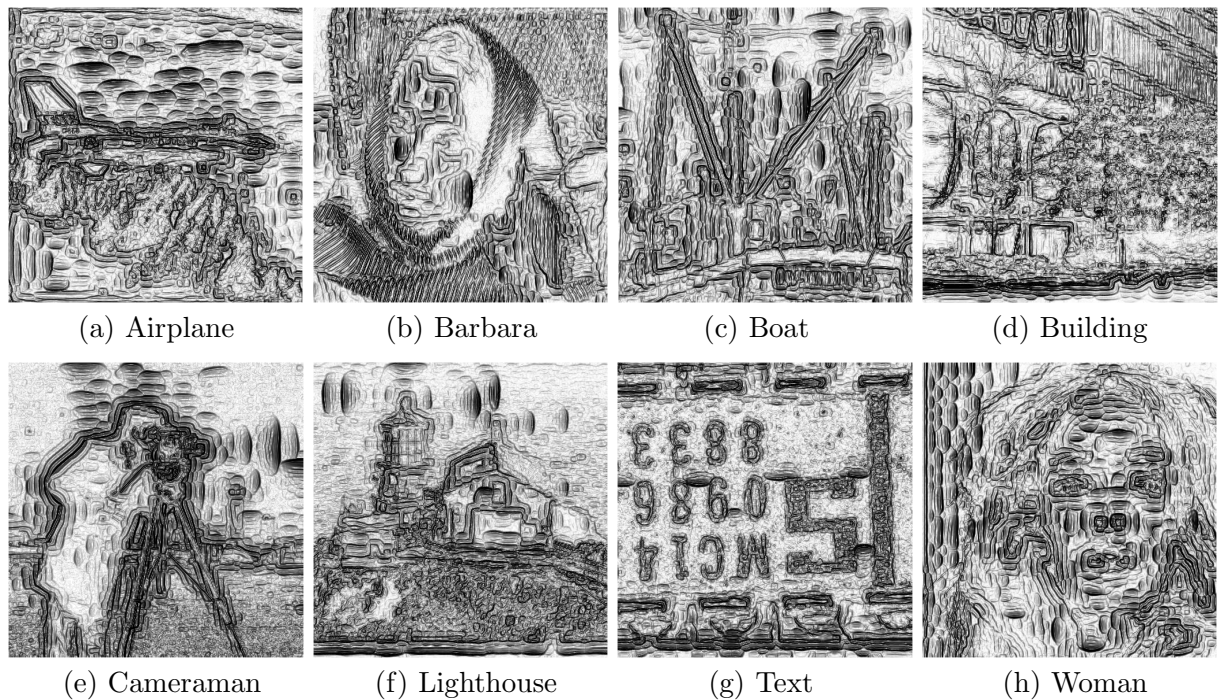 (a) Airplane
(b) Barbara
(c) Boat
(d) Building
(e) Cameraman
(f) Lighthouse
(g) Text
(h) Woman